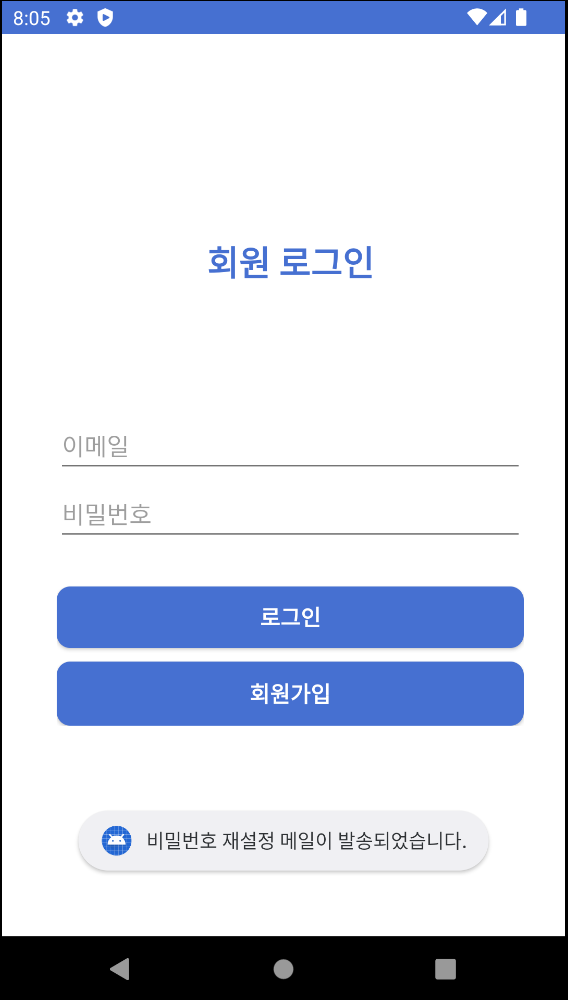 8:05
회원 로그인
이메일
비밀번호
로그인
회원가입
비밀번호 재설정 메일이 발송되었습니다.